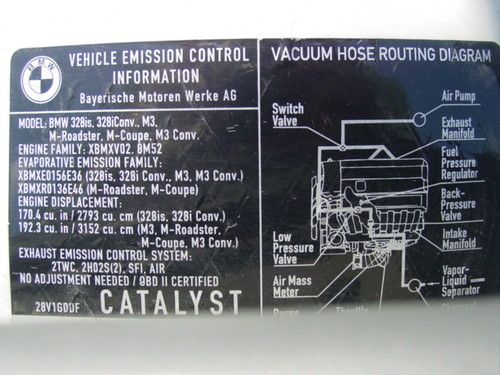 BMW
VEHICLE EMISSION CONTROL
INFORMATION
Bayerische Motoren Werke AG
MODEL: BMW 328is, 328iConv., M3,
M-Roadster, M-Coupe, M3 Conv.
ENGINE FAMILY: XBMXV02. 8M52
EVAPORATIVE EMISSION FAMILY:
XBMXE0156E36 (328is, 328i Conv., M3, M3 Conv.)
XBMXR0136E46 (M-Roadster, M-Coupe)
ENGINE DISPLACEMENT:
170.4 cu. in / 2793 cu. cm (328is, 328i Conv.)
192.3 cu. in / 3152 cu. cm (M3, M-Roadster,
M-Coupe, M3 Conv.)
EXHAUST EMISSION CONTROL SYSTEM:
2TWC, 2HO2S(2), SFI, AIR
NO ADJUSTMENT NEEDED / OBD II CERTIFIED
28V1GDDF
CATALYST
VACUUM HOSE ROUTING DIAGRAM
Air Pump
Switch
Valve
Exhaust
Manifold
Fuel
Pressure
Regulator
Back-
Pressure
Valve
Intake
Manifold
Low
Pressure
Valve
Air Mass
Meter
Vapor-
Liquid
Separator
Purge
Throttle